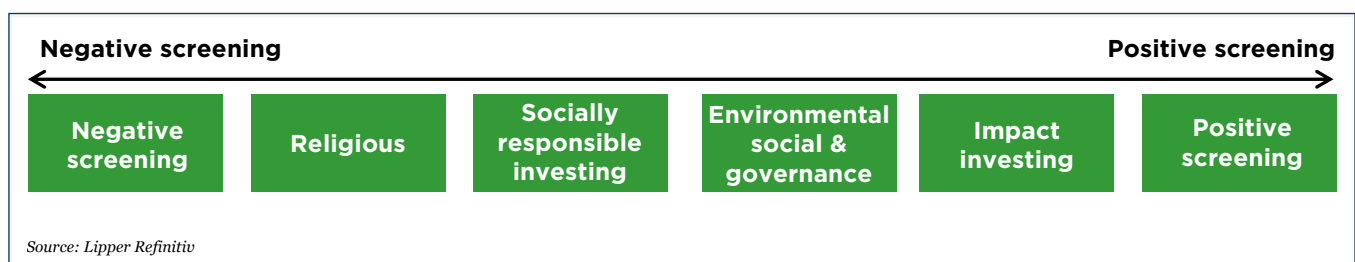 Negative screening
Positive screening
Negative
screening
Religious
Socially
responsible
investing
Environmental
social &
governance
Impact
investing
Positive
screening
Source: Lipper Refinitiv